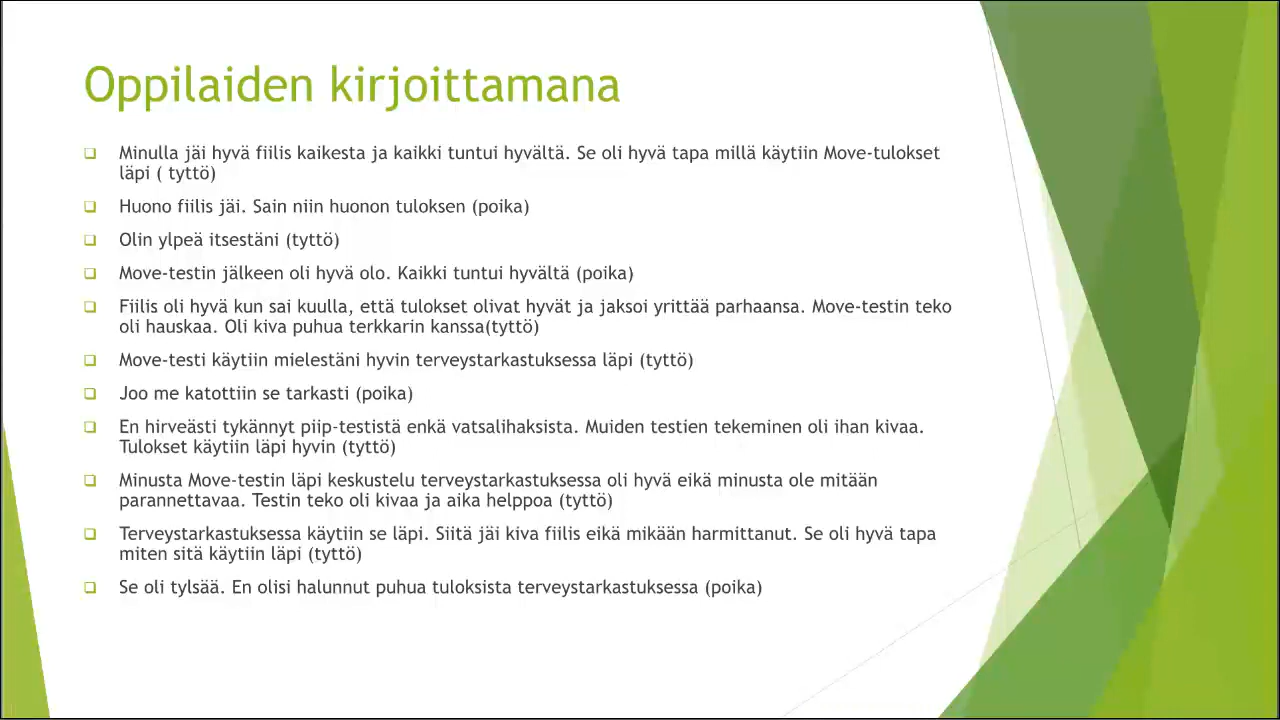 Oppilaiden kirjoittamana
Minulla jäi hyvä fiilis kaikesta ja kaikki tuntui hyvältä. Se oli hyvä tapa millä käytiin Move-tulokset
läpi ( tyttö)
Huono fiilis jäi. Sain niin huonon tuloksen (poika)
Olin ylpeä itsestäni (tyttö)
Move-testin jälkeen oli hyvä olo. Kaikki tuntui hyvältä (poika)
Fiilis oli hyvä kun sai kuulla, että tulokset olivat hyvät ja jaksoi yrittää parhaansa. Move-testin teko
oli hauskaa. Oli kiva puhua terkkarin kanssa(tyttö)
Move-testi käytiin mielestäni hyvin terveystarkastuksessa läpi (tyttö)
Joo me katottiin se tarkasti (poika)
En hirveästi tykännyt piip-testistä enkä vatsalihaksista. Muiden testien tekeminen oli ihan kivaa.
Tulokset käytiin läpi hyvin (tyttö)
Minusta Move-testin läpi keskustelu terveystarkastuksessa oli hyvä eikä minusta ole mitään
parannettavaa. Testin teko oli kivaa ja aika helppoa (tyttö)
Terveystarkastuksessa käytiin se läpi. Siitä jäi kiva fiilis eikä mikään harmittanut. Se oli hyvä tapa
miten sitä käytiin läpi (tyttö)
Se oli tylsää. En olisi halunnut puhua tuloksista terveystarkastuksessa (poika)